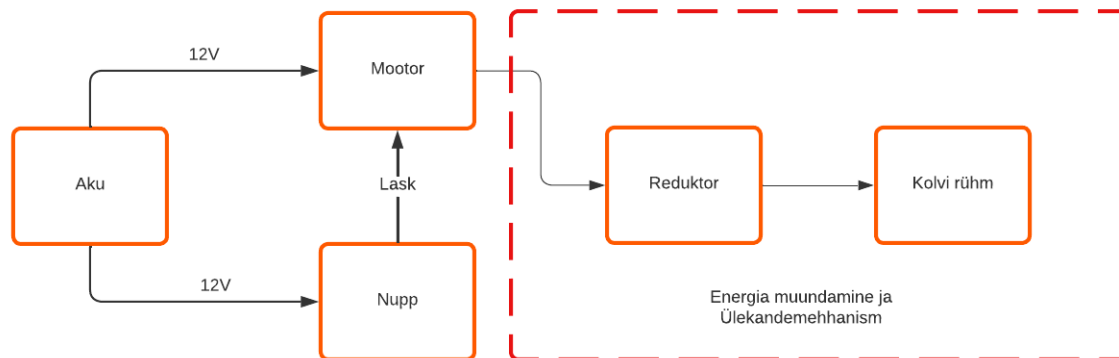 12V
Mootor
Aku
Lask
Reduktor
Kolvi rühm
12V
Nupp
Energia muundamine ja
Ülekandemehhanism